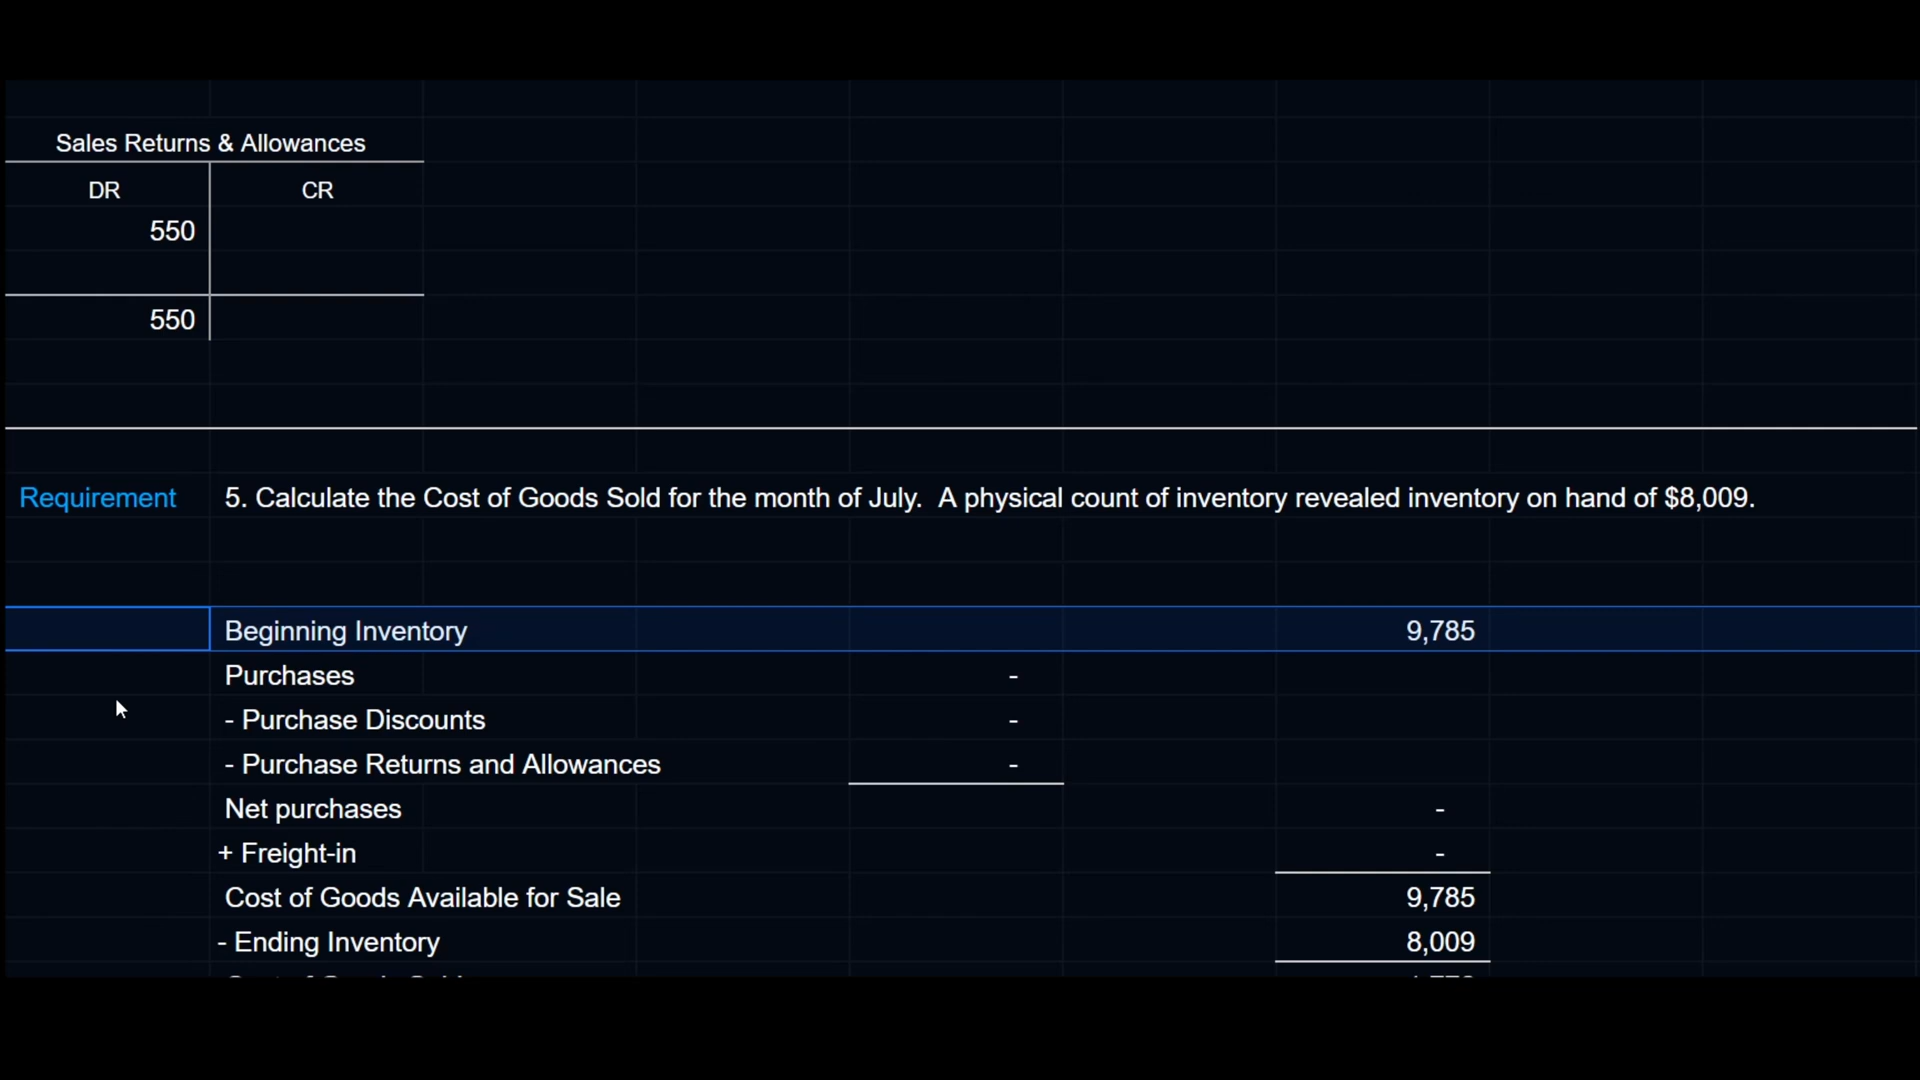 Sales Returns & Allowances
DR CR
550
550
Requirement 5. Calculate the Cost of Goods Sold for the month of July.  A physical count of inventory revealed inventory on hand of $8,009.
Beginning Inventory 9,785
Purchases -
- Purchase Discounts -
- Purchase Returns and Allowances -
Net purchases -
+ Freight-in -
Cost of Goods Available for Sale 9,785
- Ending Inventory 8,009